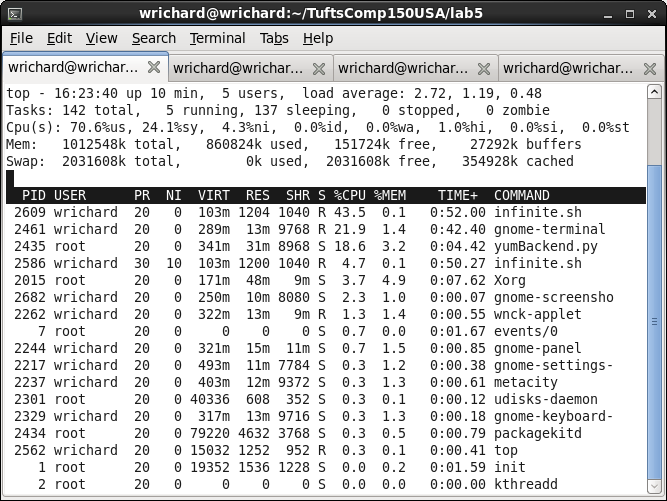 wrichard@wrichard:~/TuftsComp150USA/lab5
File Edit View Search Terminal Tabs Help
wrichard@wrichar... wrichard@wrichar... wrichard@wrichar... wrichard@wrichar...
top - 16:23:40 up 10 min,  5 users,  load average: 2.72, 1.19, 0.48
Tasks: 142 total,   5 running, 137 sleeping,   0 stopped,   0 zombie
Cpu(s): 70.6%us, 24.1%sy,  4.3%ni,  0.0%id,  0.0%wa,  1.0%hi,  0.0%si,  0.0%st
Mem:   1012548k total,   860824k used,   151724k free,    27292k buffers
Swap:  2031608k total,        0k used,  2031608k free,   354928k cached
PID USER      PR  NI  VIRT  RES  SHR S %CPU %MEM    TIME+  COMMAND
2609 wrichard  20   0  103m 1204 1040 R 43.5  0.1   0:52.00 infinite.sh
2461 wrichard  20   0  289m  13m 9768 R 21.9  1.4   0:42.40 gnome-terminal
2435 root      20   0  341m  31m 8968 S 18.6  3.2   0:04.42 yumBackend.py
2586 wrichard  30  10  103m 1200 1040 R  4.7  0.1   0:50.27 infinite.sh
2015 root      20   0  171m  48m   9m S  3.7  4.9   0:07.62 Xorg
2682 wrichard  20   0  250m  10m 8080 S  2.3  1.0   0:00.07 gnome-screensho
2262 wrichard  20   0  322m  13m   9m R  1.3  1.4   0:00.55 wnck-applet
7 root      20   0     0    0    0 S  0.7  0.0   0:01.67 events/0
2244 wrichard  20   0  321m  15m  11m S  0.7  1.5   0:00.85 gnome-panel
2217 wrichard  20   0  493m  11m 7784 S  0.3  1.2   0:00.38 gnome-settings-
2237 wrichard  20   0  403m  12m 9372 S  0.3  1.3   0:00.61 metacity
2301 root      20   0 40336  608  352 S  0.3  0.1   0:00.12 udisks-daemon
2329 wrichard  20   0  317m  13m 9716 S  0.3  1.3   0:00.18 gnome-keyboard-
2434 root      20   0 79220 4632 3768 S  0.3  0.5   0:00.79 packagekitd
2562 wrichard  20   0 15032 1252  952 R  0.3  0.1   0:00.41 top
1 root      20   0 19352 1536 1228 S  0.0  0.2   0:01.59 init
2 root      20   0     0    0    0 S  0.0  0.0   0:00.00 kthreadd